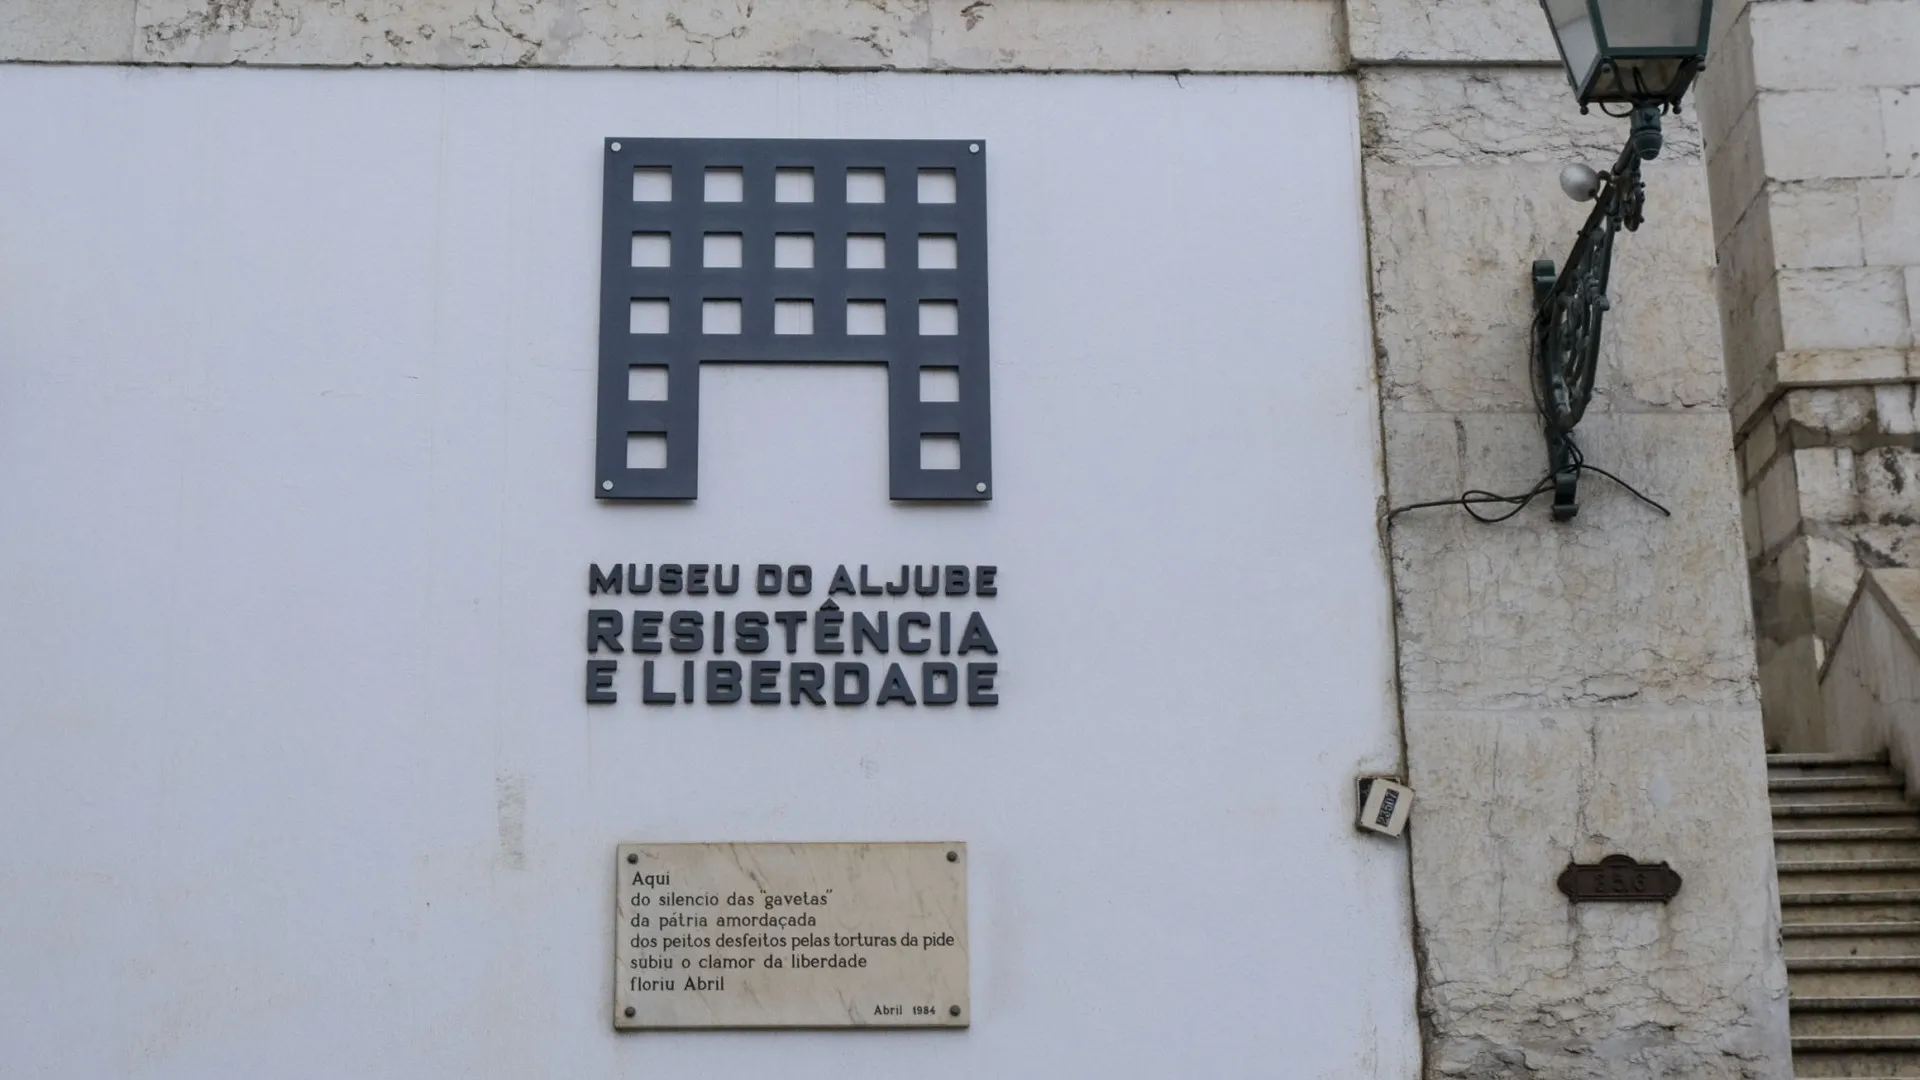 MUSEU DO ALJUBE
RESISTÊNCIA
E LIBERDADE
Aqui
do silencio das "gavetas"
da pátria amordaçada
dos peitos desfeitos pelas torturas da pide
subiu o clamor da liberdade
floriu Abril
Abril 1984
23507